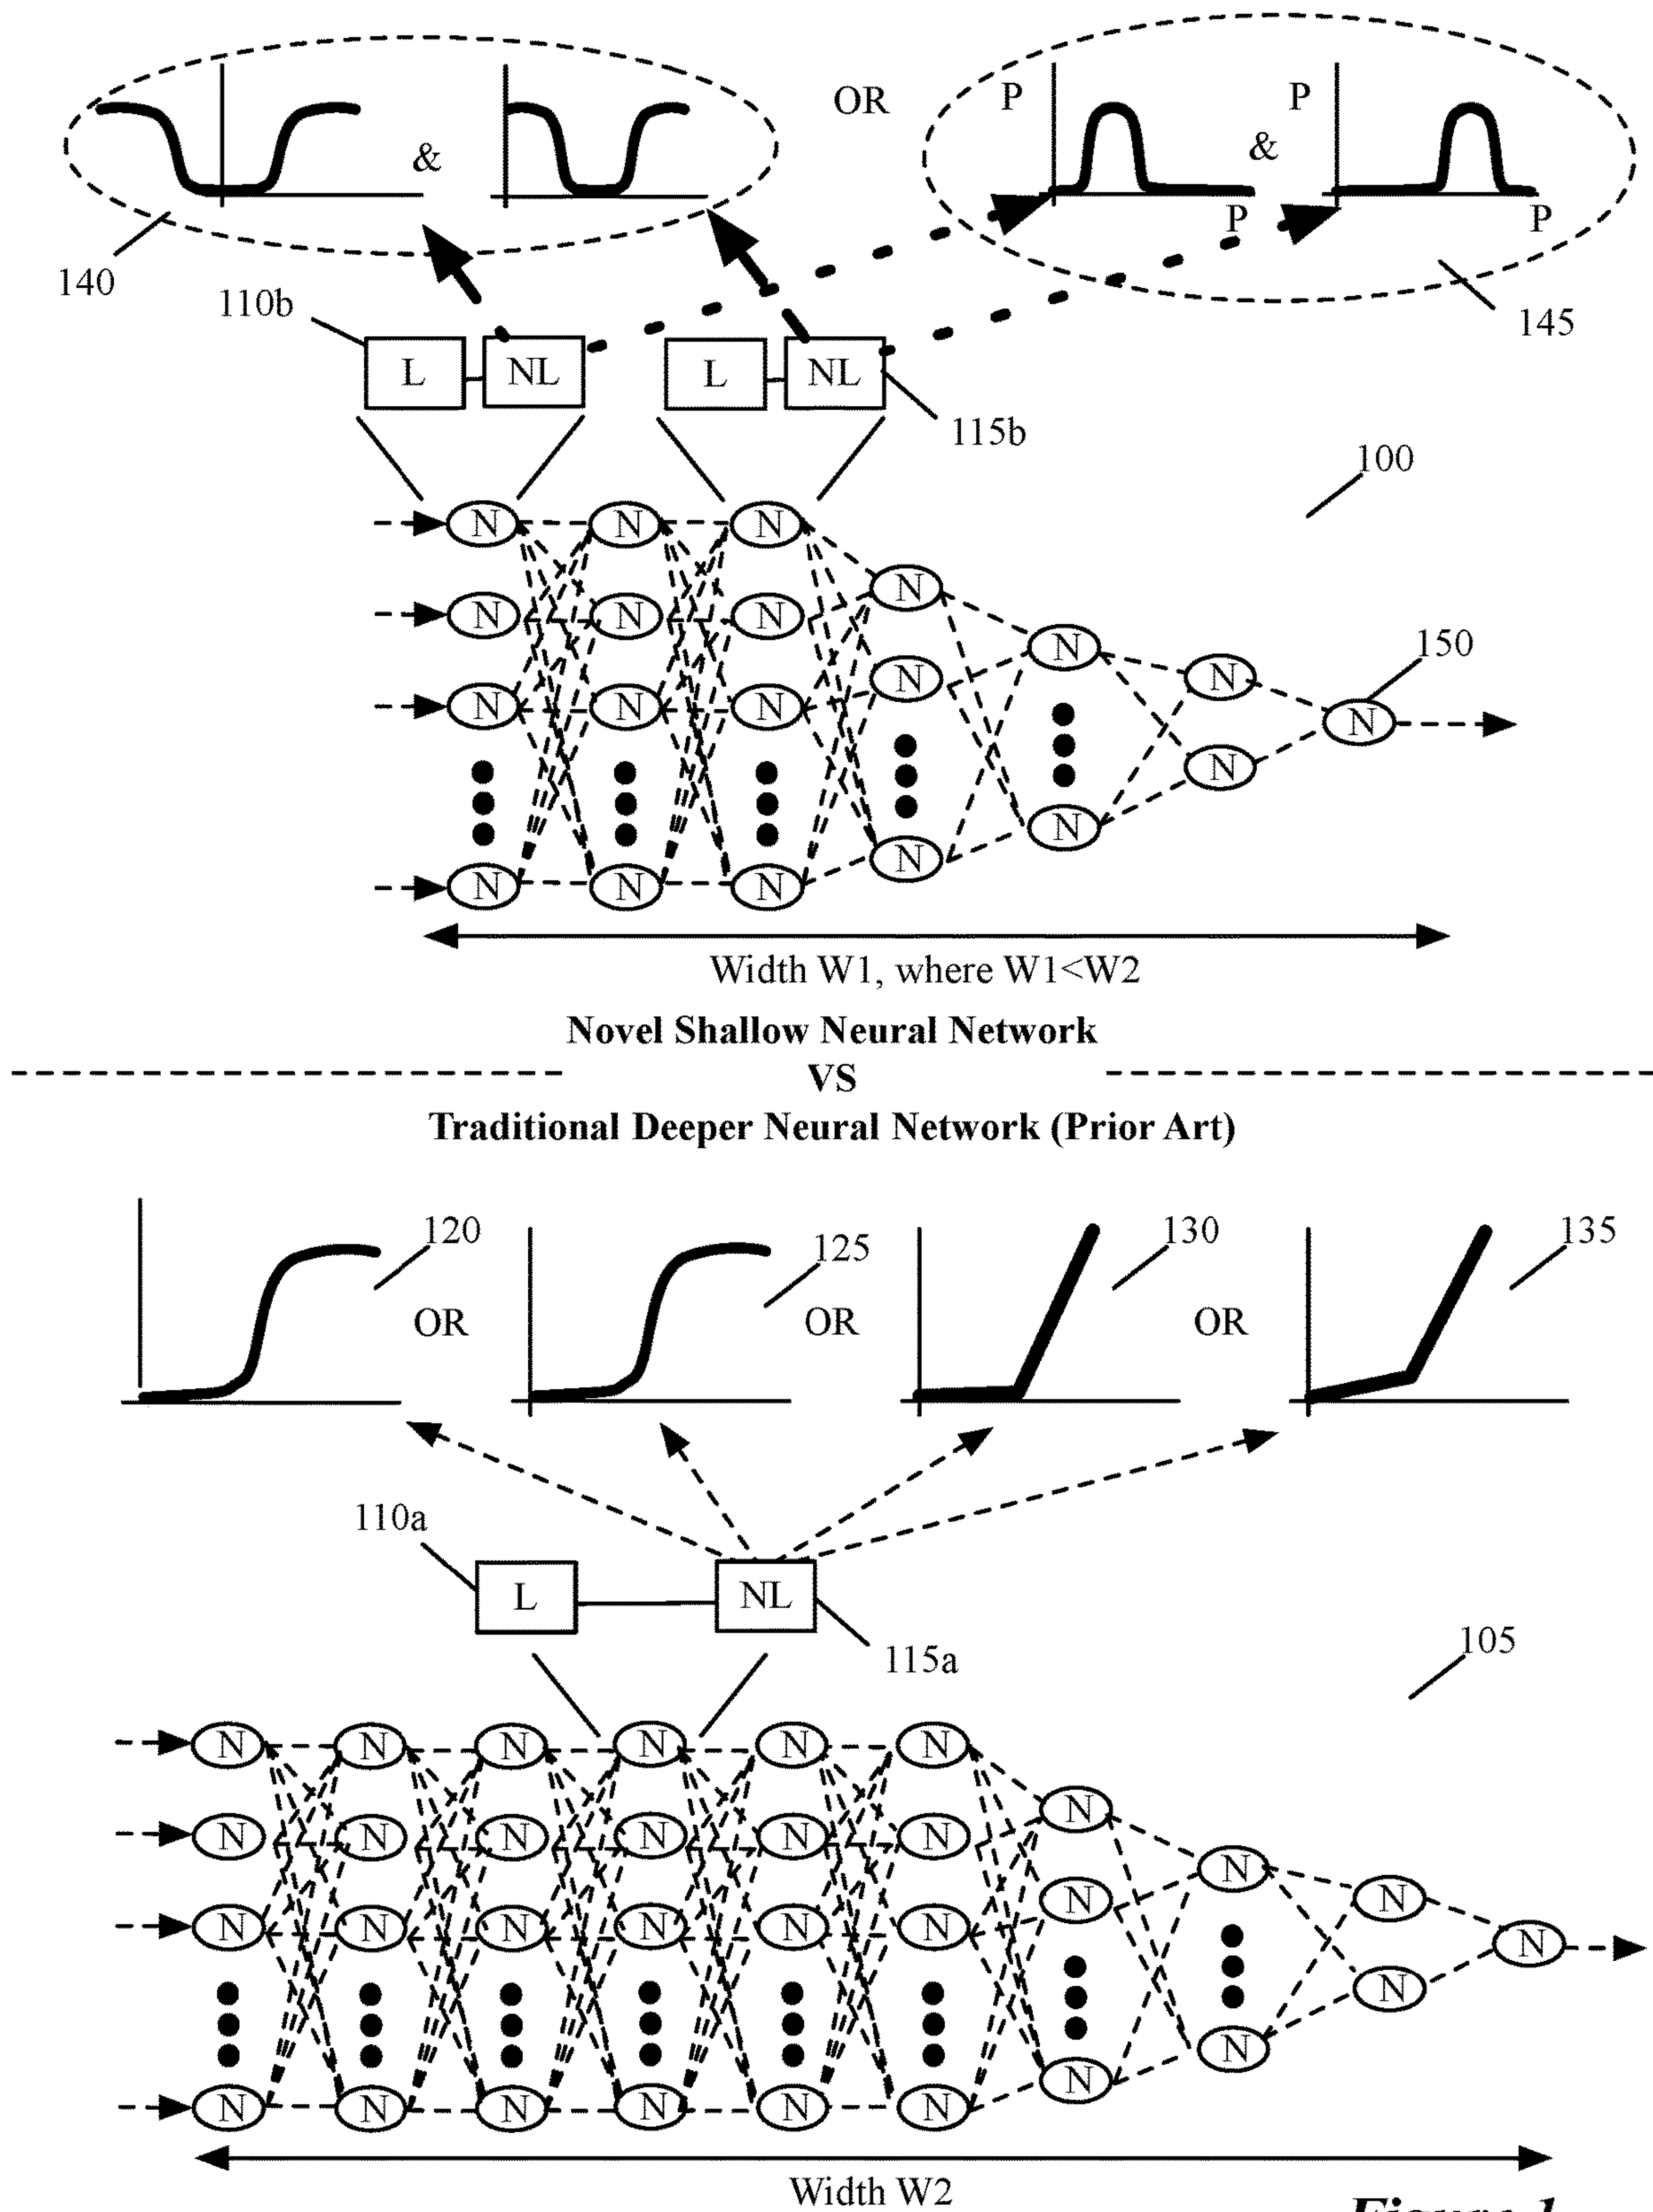 & OR P & P
P P
140
110b
145
L NL L NL
115b
100
N N N
N
N N N
N
150
N N
N N N
N
N
N
N
N N N
Width W1, where W1<W2
Novel Shallow Neural Network
VS
Traditional Deeper Neural Network (Prior Art)
120 125 130 135
OR OR OR
110a
L NL
115a
105
N N N N N N
N
N N N N N N
N
N
N
N N N N N N
N
N
N
N
N N N N N N
Width W2
Figure 1